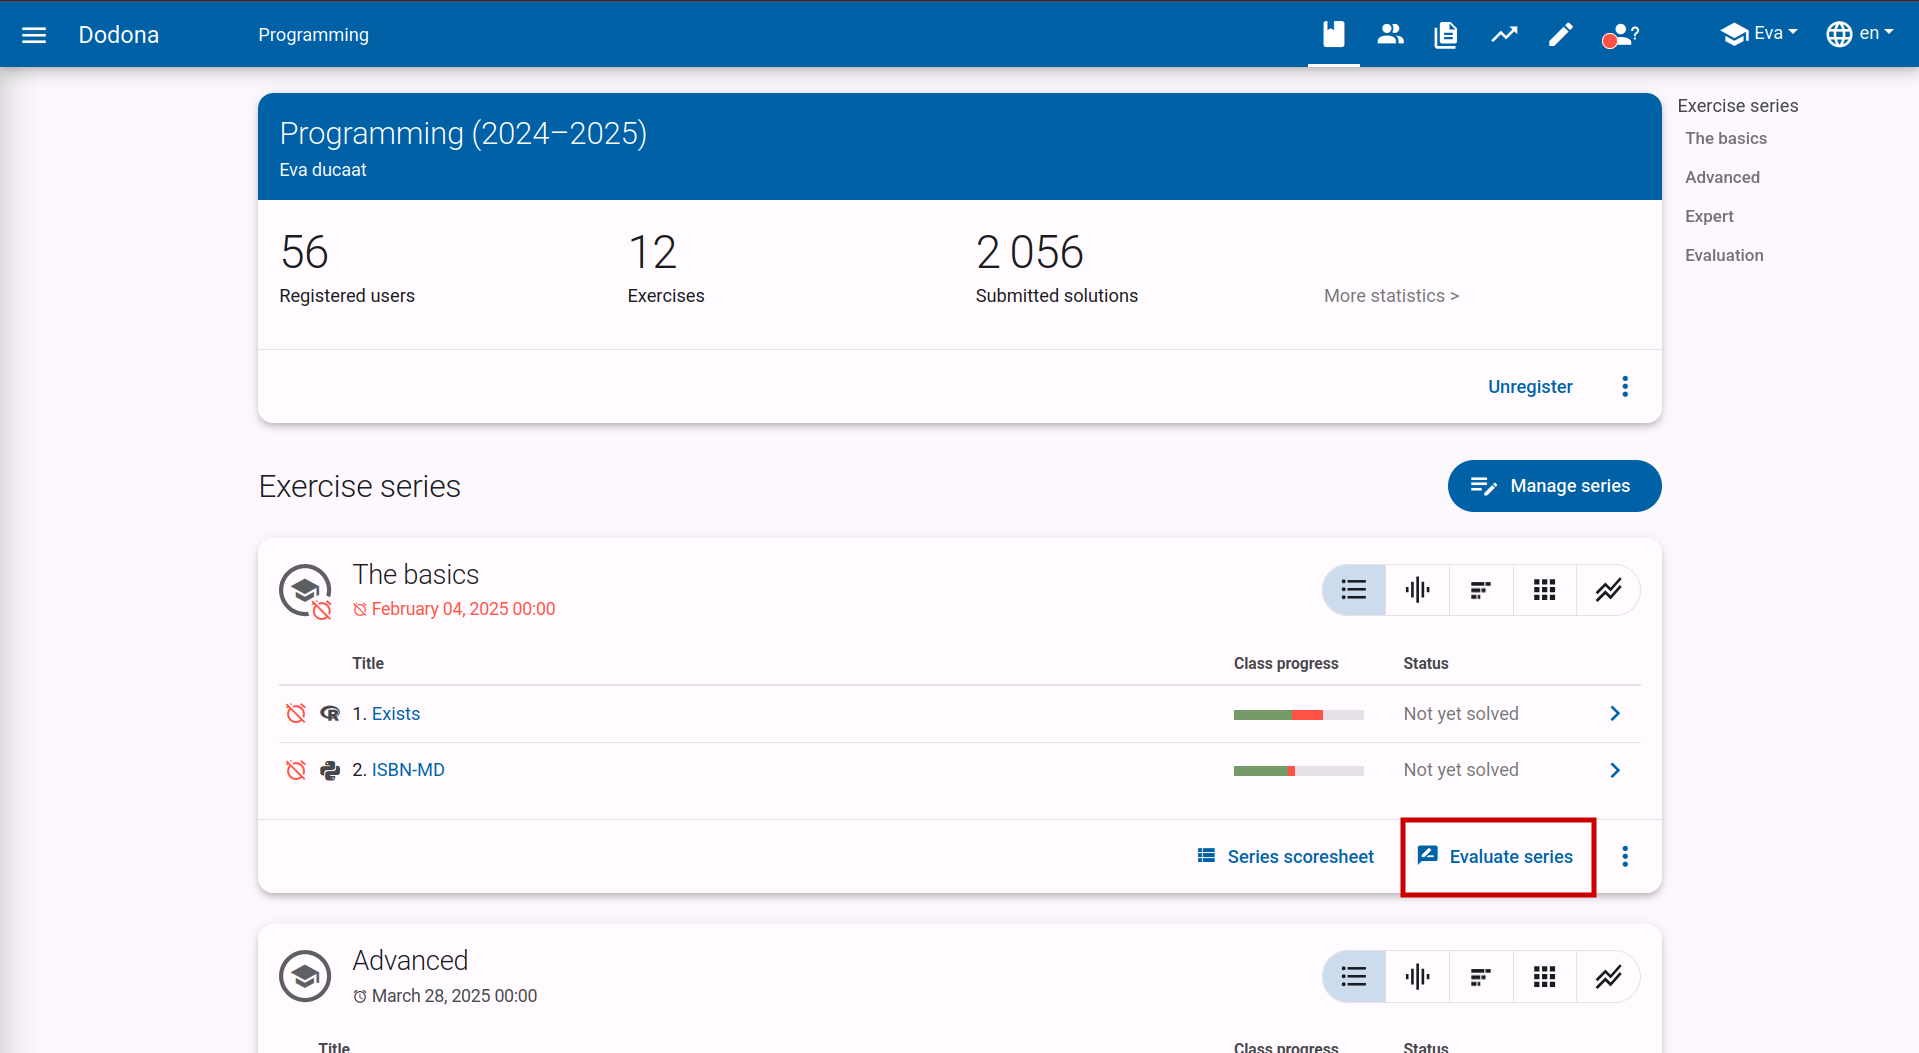 Dodona
Programming
?
Eva
en
Programming (2024–2025)
Eva ducaat
56
Registered users
12
Exercises
2 056
Submitted solutions
More statistics >
Unregister
Exercise series
The basics
Advanced
Expert
Evaluation
Exercise series
Manage series
The basics
February 04, 2025 00:00
Title Class progress Status
R 1. Exists Not yet solved
2. ISBN-MD Not yet solved
Series scoresheet Evaluate series
Advanced
March 28, 2025 00:00
Title Class progress Status